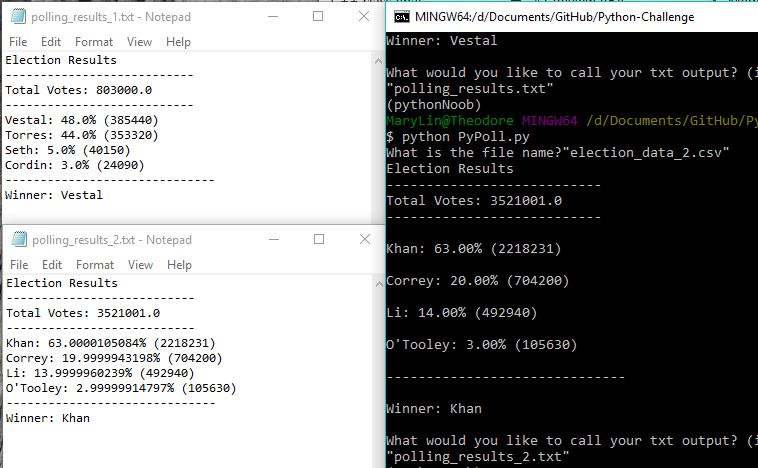 polling_results_1.txt - Notepad
File Edit Format View Help
Election Results
-------------------------
Total Votes: 803000.0
-------------------------
Vestal: 48.0% (385440)
Torres: 44.0% (353320)
Seth: 5.0% (40150)
Cordin: 3.0% (24090)
----------------------------
Winner: Vestal
polling_results_2.txt - Notepad
File Edit Format View Help
Election Results
-------------------------
Total Votes: 3521001.0
-------------------------
Khan: 63.0000105084% (2218231)
Correy: 19.9999943198% (704200)
Li: 13.9999960239% (492940)
O'Tooley: 2.99999914797% (105630)
----------------------------
Winner: Khan
MINGW64:/d/Documents/GitHub/Python-Challenge
Winner: Vestal
What would you like to call your txt output? (i
"polling_results.txt"
(pythonNoob)
MaryLin@Theodore MINGW64 /d/Documents/GitHub/Py
$ python PyPoll.py
What is the file name?"election_data_2.csv"
Election Results
---------------------------
Total Votes: 3521001.0
---------------------------
Khan: 63.00% (2218231)
Correy: 20.00% (704200)
Li: 14.00% (492940)
O'Tooley: 3.00% (105630)
------------------------------
Winner: Khan
What would you like to call your txt output? (i
"polling_results_2.txt"